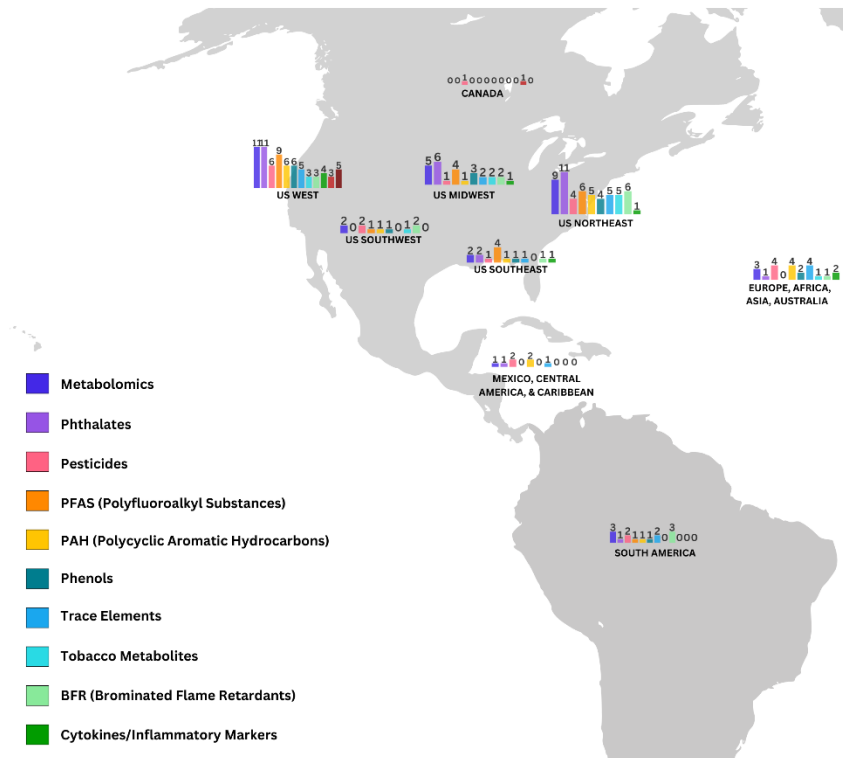 0 0 1 0 0 0 0 0 0 0 1 0
CANADA
11 11 6 9 6 6 5 3 3 4 3 5
US WEST
5 6 1 4 1 3 2 2 2 1
US MIDWEST
9 11 4 6 5 4 5 5 6 1
US NORTHEAST
2 0 2 1 1 1 0 1 2 0
US SOUTHWEST
2 2 1 4 1 1 1 0 1 1
US SOUTHEAST
3 1 4 0 4 2 4 1 1 2
EUROPE, AFRICA,
ASIA, AUSTRALIA
1 1 2 0 2 0 1 0 0 0
MEXICO, CENTRAL
AMERICA, & CARIBBEAN
Metabolomics
Phthalates
Pesticides
PFAS (Polyfluoroalkyl Substances)
PAH (Polycyclic Aromatic Hydrocarbons)
3 1 2 1 1 1 2 0 3 0 0 0
SOUTH AMERICA
Phenols
Trace Elements
Tobacco Metabolites
BFR (Brominated Flame Retardants)
Cytokines/Inflammatory Markers